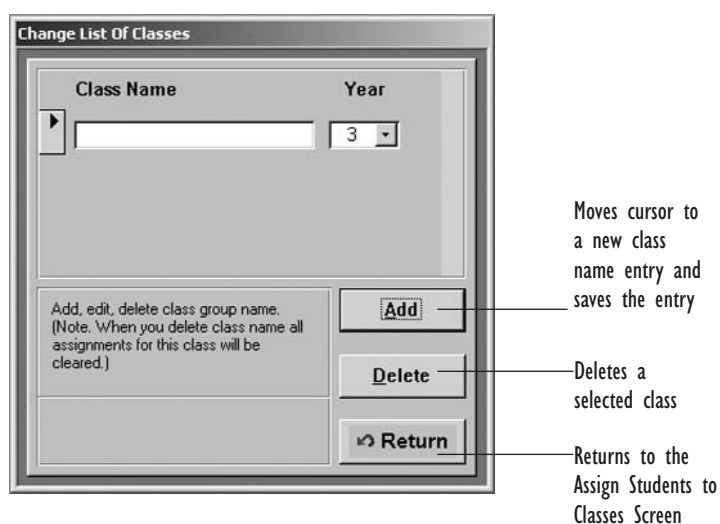 Change List Of Classes
Class Name Year
3
Add, edit, delete class group name.
(Note. When you delete class name all
assignments for this class will be
cleared.)
Add
Delete
Return
Moves cursor to
a new class
name entry and
saves the entry
Deletes a
selected class
Returns to the
Assign Students to
Classes Screen